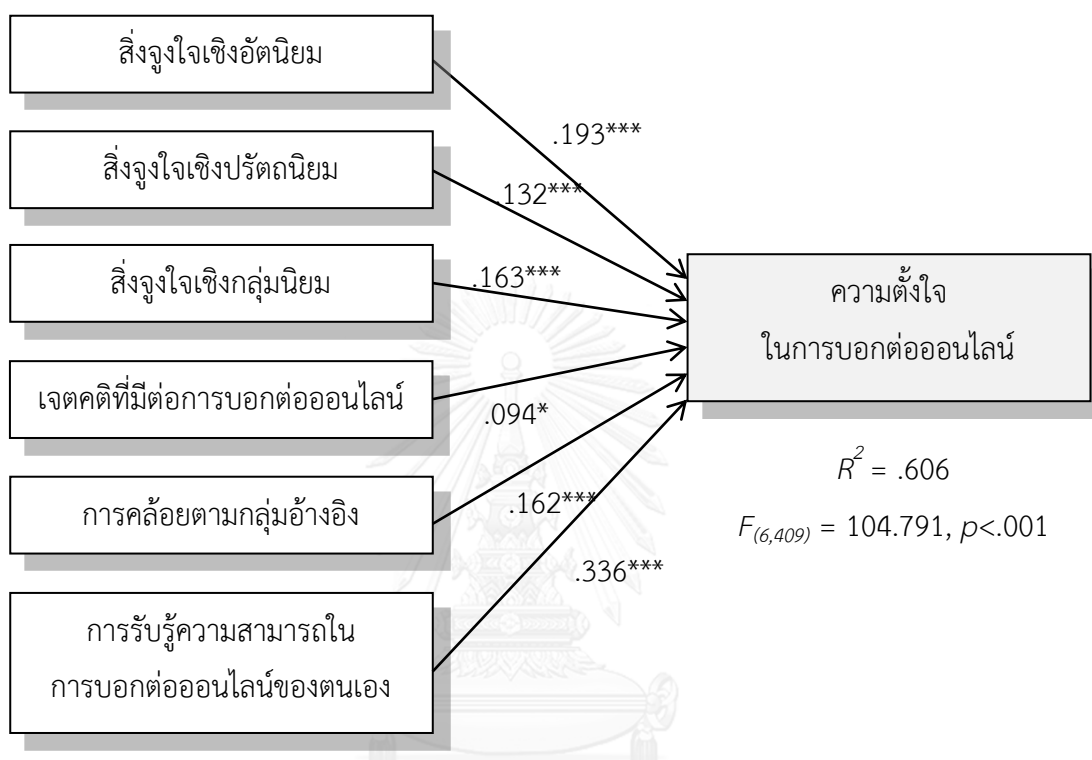 สิ่งจูงใจเชิงอัตนิยม
.193***
สิ่งจูงใจเชิงปรัตถนิยม
.132***
สิ่งจูงใจเชิงกลุ่มนิยม
.163***
เจตคติที่มีต่อการบอกต่อออนไลน์
.094*
การคล้อยตามกลุ่มอ้างอิง
.162***
การรับรู้ความสามารถใน
การบอกต่อออนไลน์ของตนเอง
.336***
ความตั้งใจ
ในการบอกต่อออนไลน์
R² = .606
F(6,409) = 104.791, p<.001